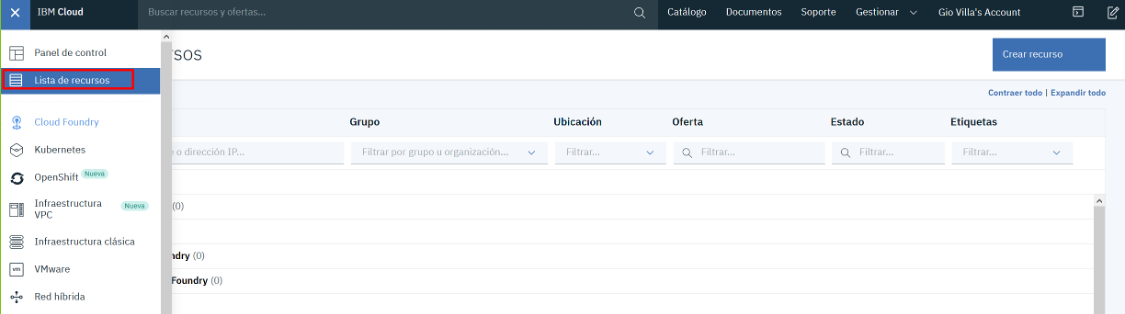 IBM Cloud
Buscar recursos y ofertas...
Catálogo Documentos Soporte Gestionar Gio Villa's Account
Panel de control
Lista de recursos
Cloud Foundry
Kubernetes
OpenShift Nueva
Infraestructura VPC Nueva
Infraestructura clásica
VMware
Red híbrida
Crear recurso
Contraer todo | Expandir todo
Grupo Ubicación Oferta Estado Etiquetas
o dirección IP... Filtrar por grupo u organización... Filtrar... Filtrar... Filtrar... Filtrar...
(0)
(0)
Foundry (0)